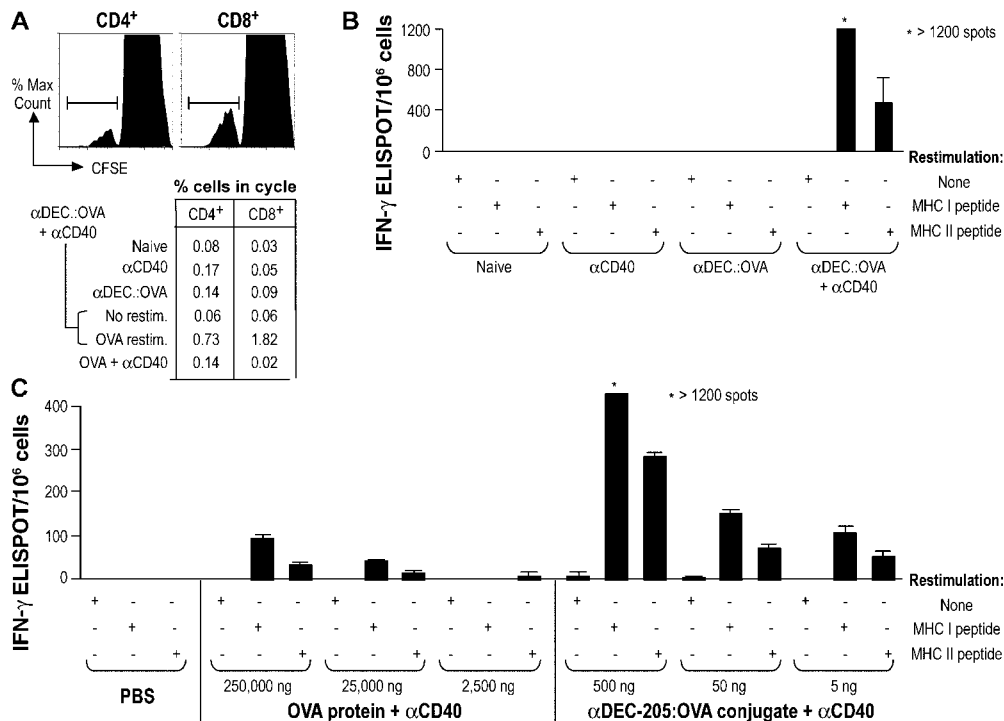 A
CD4+
CD8+
% Max
Count
CFSE
% cells in cycle
CD4+ CD8+
αDEC.:OVA
+ αCD40
Naive 0.08 0.03
αCD40 0.17 0.05
αDEC.:OVA 0.14 0.09
No restim. 0.06 0.06
OVA restim. 0.73 1.82
OVA + αCD40 0.14 0.02
B
IFN-γ ELISPOT/10⁶ cells
1200
800
400
0
*
* > 1200 spots
Restimulation:
+ - - + - - + - - + - - None
- + - - + - - + - - + - MHC I peptide
- - + - - + - - + - - + MHC II peptide
Naive αCD40 αDEC.:OVA αDEC.:OVA
+ αCD40
C
IFN-γ ELISPOT/10⁶ cells
400
300
200
100
0
*
* > 1200 spots
Restimulation:
+ - - + - - + - - + - - + - - + - - + - - None
- + - - + - - + - - + - - + - - + - - + - MHC I peptide
- - + - - + - - + - - + - - + - - + - - + MHC II peptide
PBS
250,000 ng 25,000 ng 2,500 ng
OVA protein + αCD40
500 ng 50 ng 5 ng
αDEC-205:OVA conjugate + αCD40